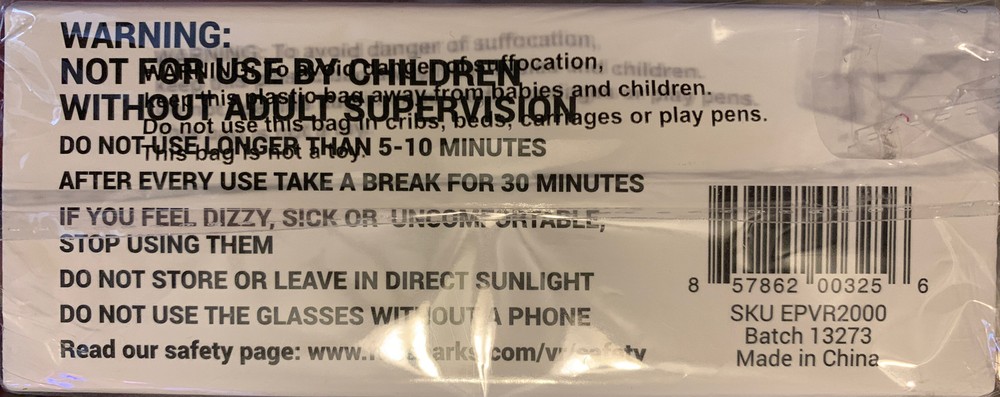 WARNING:
NOT FOR USE BY CHILDREN
WITHOUT ADULT SUPERVISION
DO NOT USE LONGER THAN 5-10 MINUTES
AFTER EVERY USE TAKE A BREAK FOR 30 MINUTES
IF YOU FEEL DIZZY, SICK OR UNCOMFORTABLE,
STOP USING THEM
DO NOT STORE OR LEAVE IN DIRECT SUNLIGHT
DO NOT USE THE GLASSES WITHOUT A PHONE
Read our safety page:
WARNING: To avoid danger of suffocation,
keep this plastic bag away from babies and children.
Do not use this bag in cribs, beds, carriages or play pens.
This bag is not a toy.
8 57862 00325 6
SKU EPVR2000
Batch 13273
Made in China